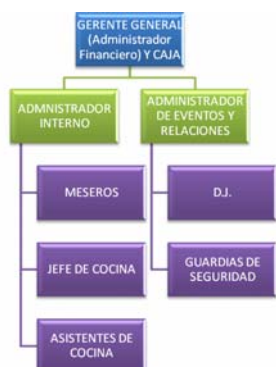 GERENTE GENERAL
(Administrador
Financiero) Y CAJA
ADMNISTRADOR
INTERNO
ADMINISTRADOR
DE EVENTOS Y
RELACIONES
MESEROS
D.J.
JEFE DE COCINA
GUARDIAS DE
SEGURIDAD
ASISTENTES DE
COCINA